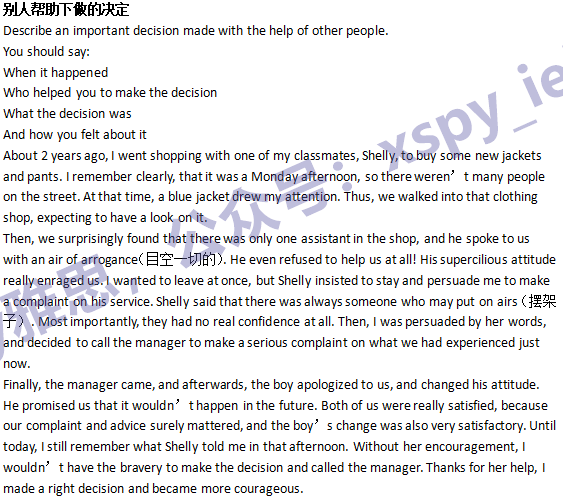 别人帮助下做的决定
Describe an important decision made with the help of other people.
You should say:
When it happened
Who helped you to make the decision
What the decision was
And how you felt about it
About 2 years ago, I went shopping with one of my classmates, Shelly, to buy some new jackets
and pants. I remember clearly, that it was a Monday afternoon, so there weren’t many people
on the street. At that time, a blue jacket drew my attention. Thus, we walked into that clothing
shop, expecting to have a look on it.
Then, we surprisingly found that there was only one assistant in the shop, and he spoke to us
with an air of arrogance（目空一切的）. He even refused to help us at all! His supercilious attitude
really enraged us. I wanted to leave at once, but Shelly insisted to stay and persuade me to make
a complaint on his service. Shelly said that there was always someone who may put on airs（摆架
子）. Most importantly, they had no real confidence at all. Then, I was persuaded by her words,
and decided to call the manager to make a serious complaint on what we had experienced just
now.
Finally, the manager came, and afterwards, the boy apologized to us, and changed his attitude.
He promised us that it wouldn’t happen in the future. Both of us were really satisfied, because
our complaint and advice surely mattered, and the boy’s change was also very satisfactory. Until
today, I still remember what Shelly told me in that afternoon. Without her encouragement, I
wouldn’t have the bravery to make the decision and called the manager. Thanks for her help, I
made a right decision and became more courageous.
雅思，公众号：xspy_ie